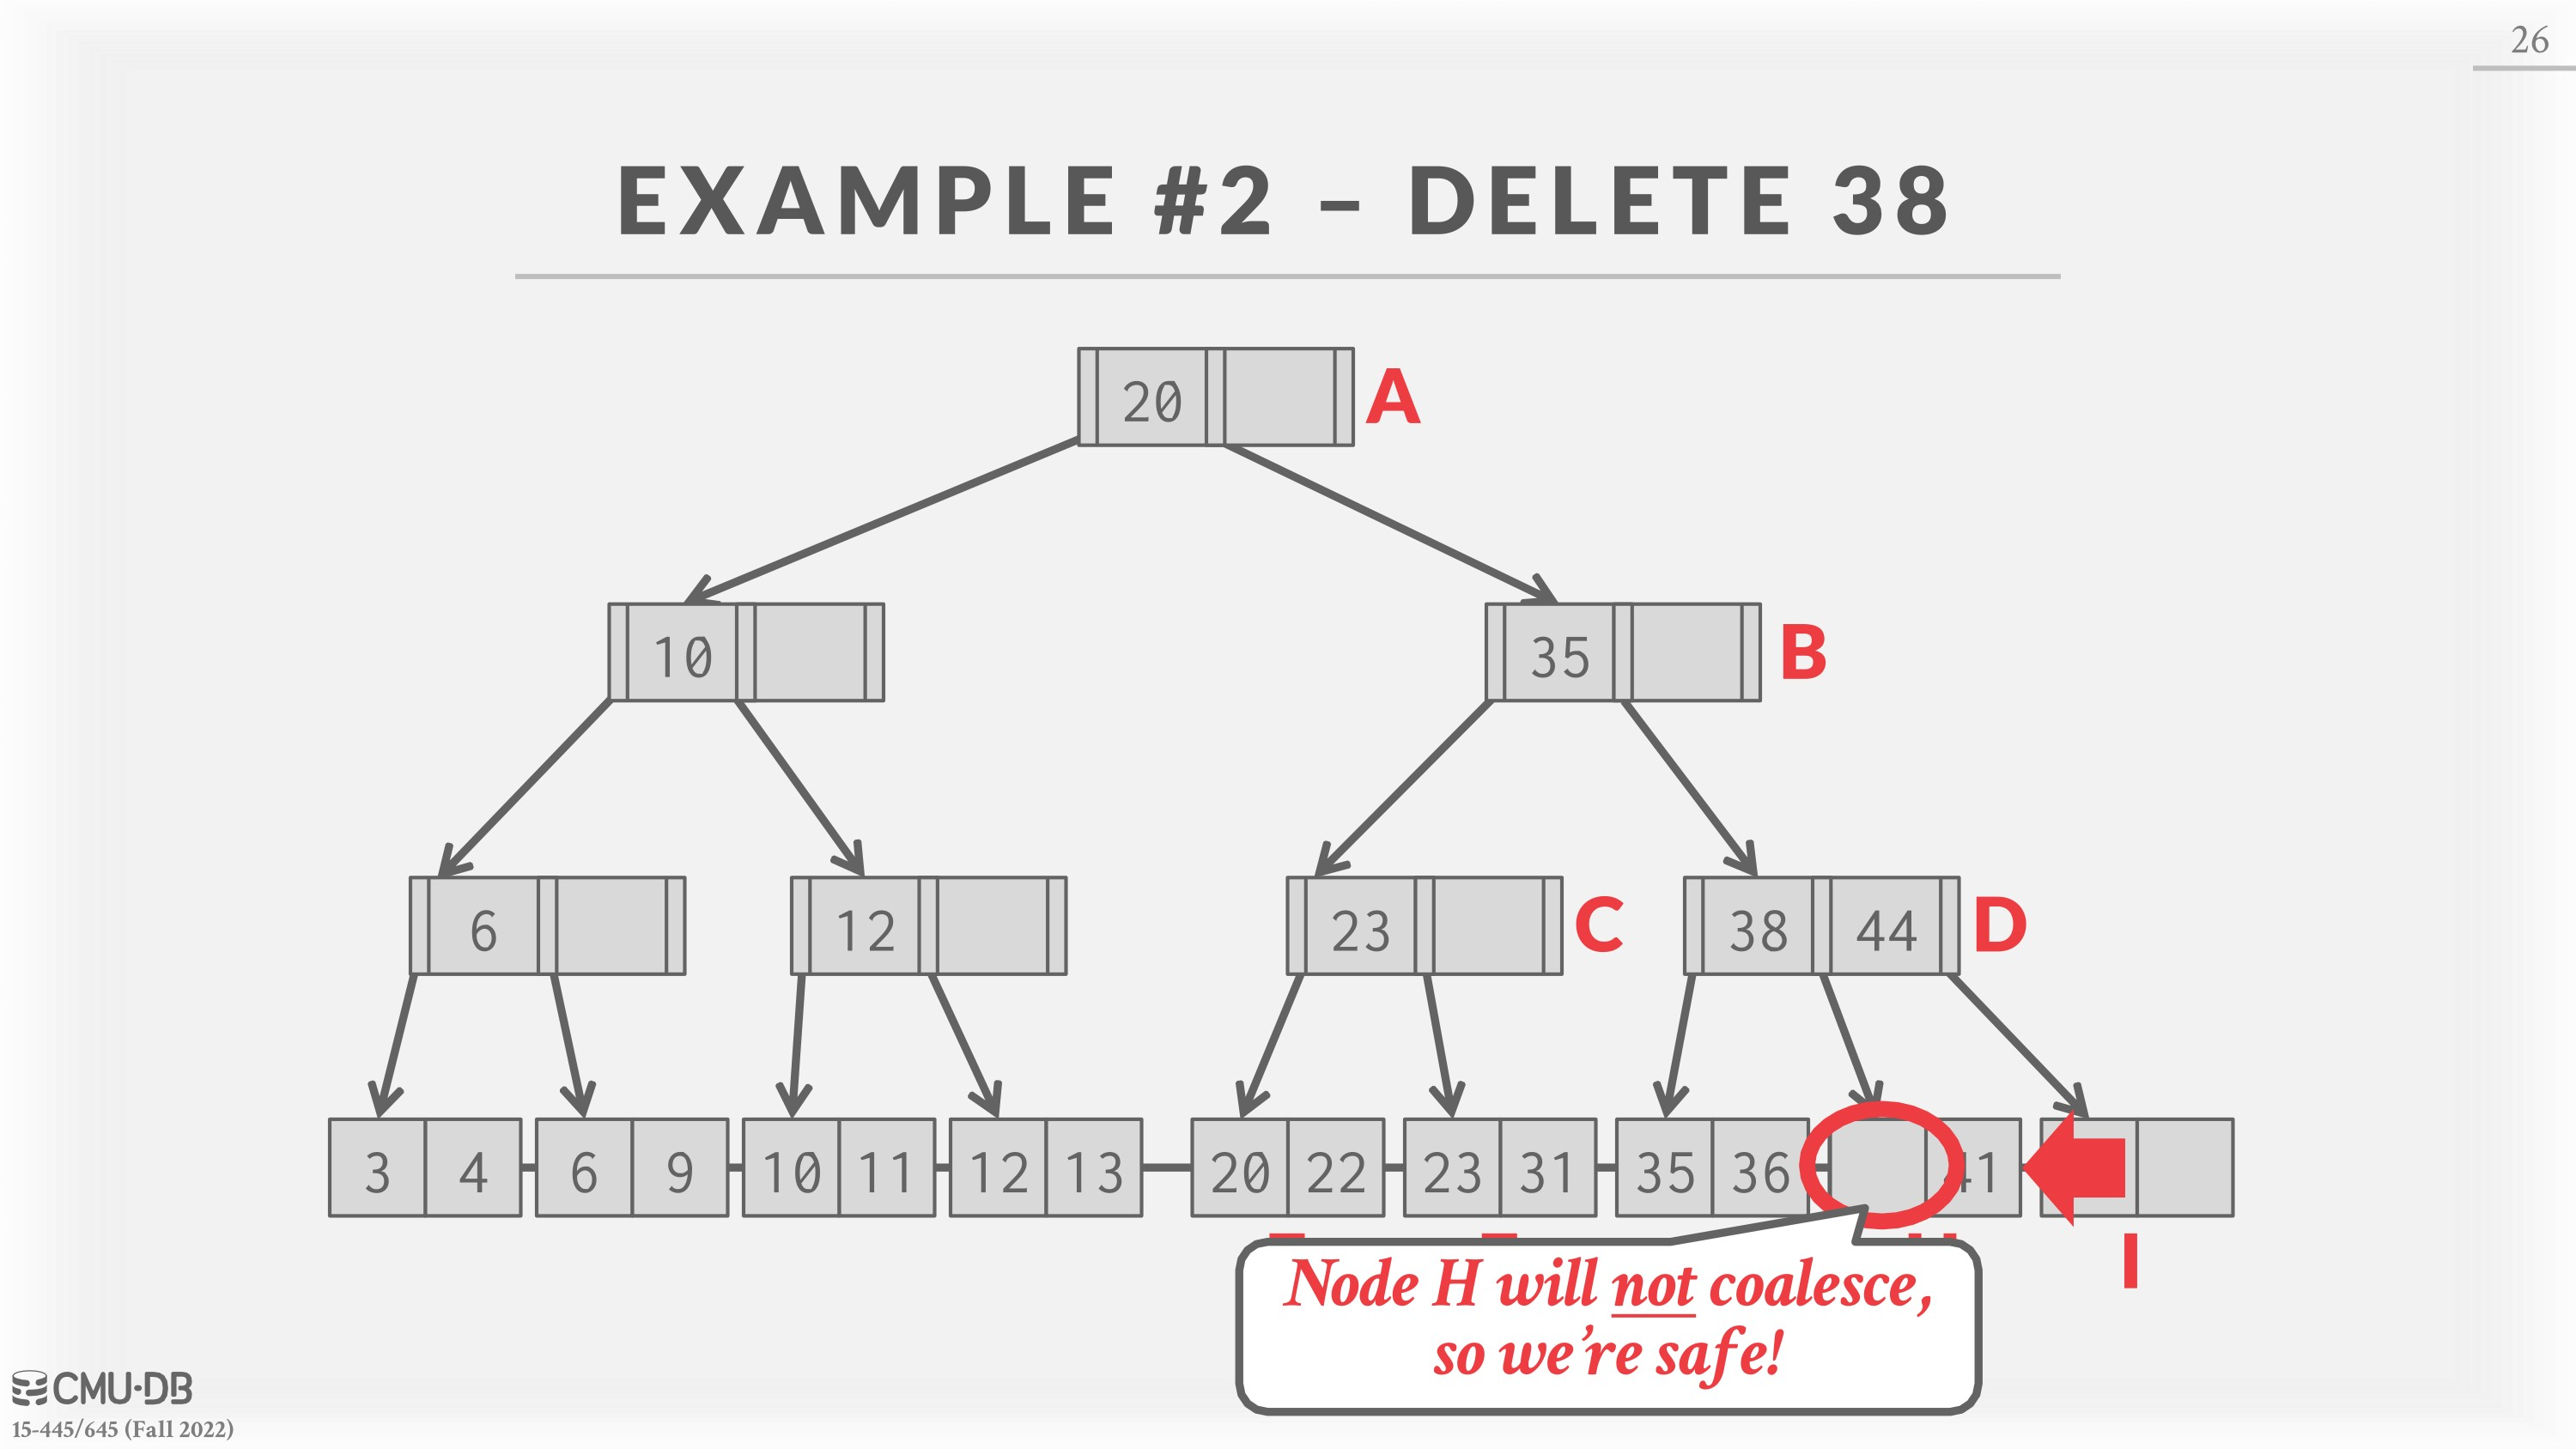 26
EXAMPLE #2 – DELETE 38
20 A
10 35 B
6 12 23 C 38 44 D
3 4 6 9 10 11 12 13 20 22 23 31 35 36 41
I
Node H will not coalesce,
so we're safe!
CMU·DB
15-445/645 (Fall 2022)